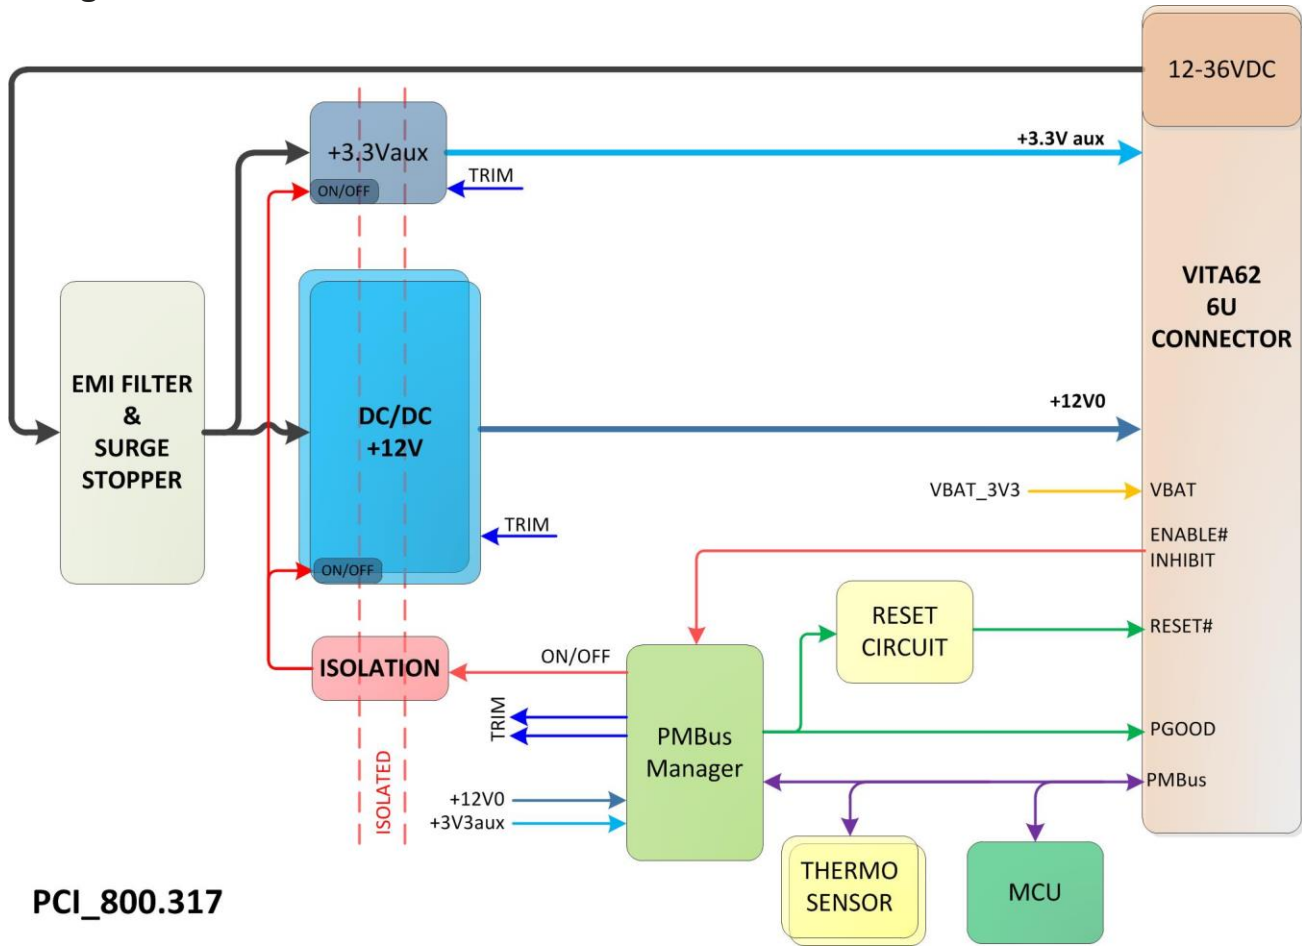 12-36VDC
+3.3V aux
+3.3Vaux
ON/OFF
TRIM
VITA62
6U
CONNECTOR
EMI FILTER
&
SURGE
STOPPER
DC/DC
+12V
+12V0
VBAT_3V3
VBAT
TRIM
ENABLE#
INHIBIT
ON/OFF
RESET
CIRCUIT
RESET#
ISOLATION
ON/OFF
TRIM
PMBus
Manager
PGOOD
PMBus
ISOLATED
+12V0
+3V3aux
THERMO
SENSOR
MCU
PCI_800.317